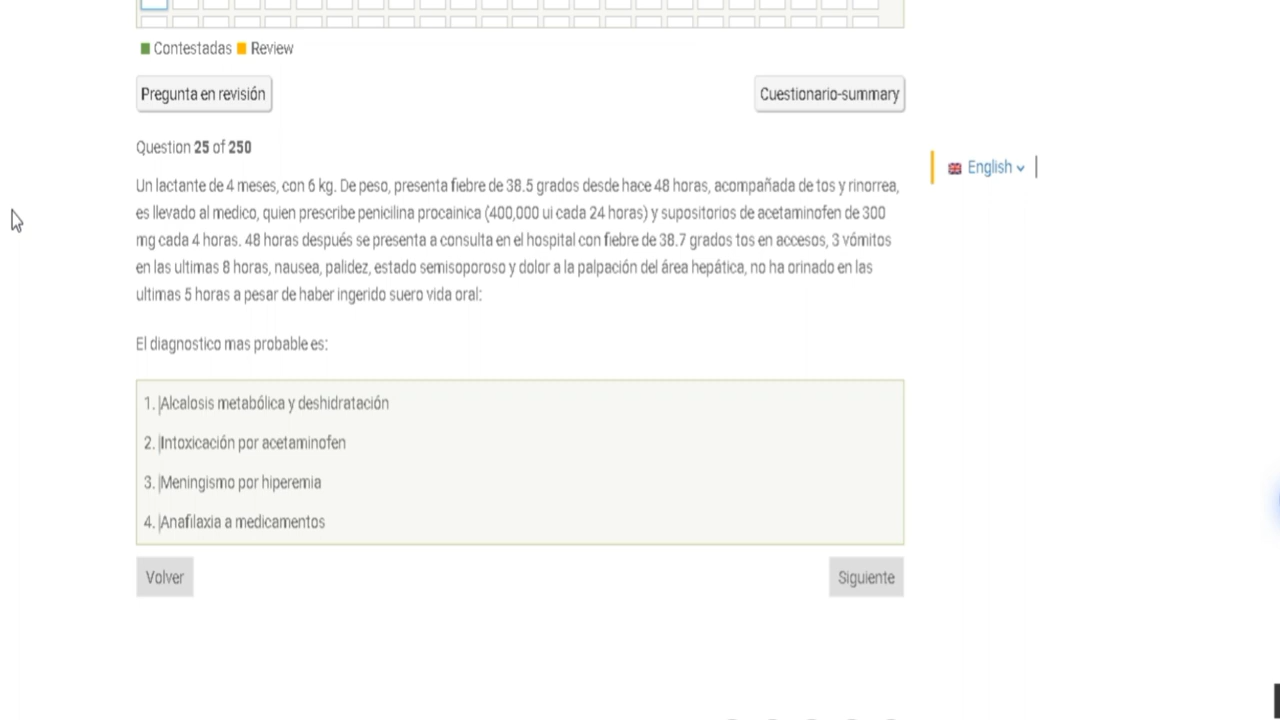 Contestadas Review
Pregunta en revisión
Cuestionario-summary
Question 25 of 250
English
Un lactante de 4 meses, con 6 kg. De peso, presenta fiebre de 38.5 grados desde hace 48 horas, acompañada de tos y rinorrea,
es llevado al medico, quien prescribe penicilina procainica (400,000 ui cada 24 horas) y supositorios de acetaminofen de 300
mg cada 4 horas. 48 horas después se presenta a consulta en el hospital con fiebre de 38.7 grados tos en accesos, 3 vómitos
en las ultimas 8 horas, nausea, palidez, estado semisoporoso y dolor a la palpación del área hepática, no ha orinado en las
ultimas 5 horas a pesar de haber ingerido suero vida oral:
El diagnostico mas probable es:
1. Alcalosis metabólica y deshidratación
2. Intoxicación por acetaminofen
3. Meningismo por hiperemia
4. Anafilaxia a medicamentos
Volver
Siguiente